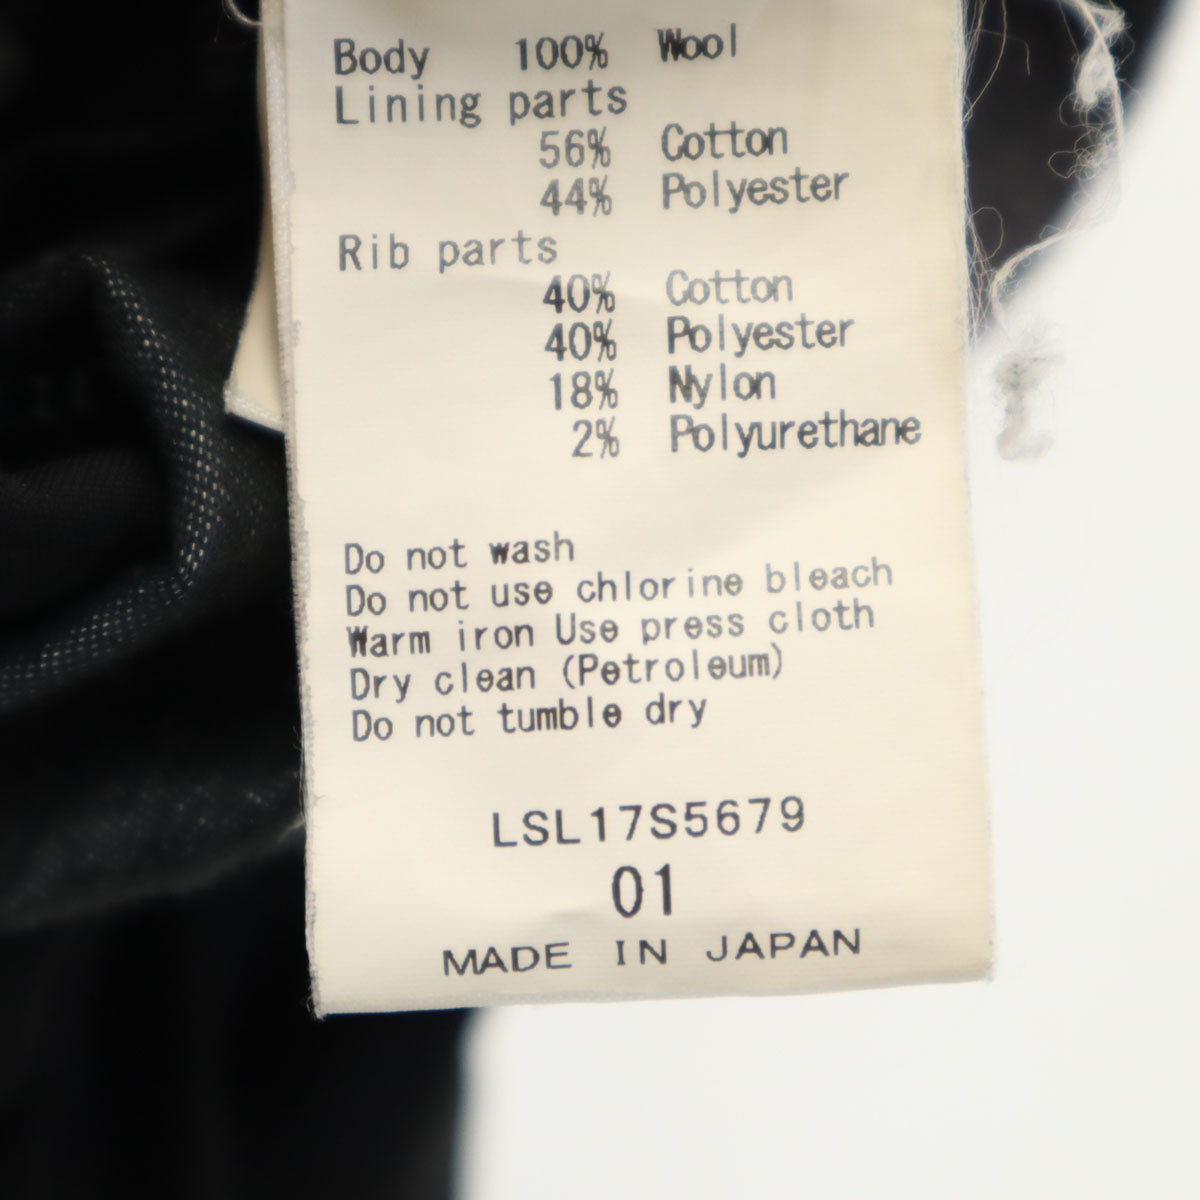 Body 100% Wool
Lining parts
56% Cotton
44% Polyester
Rib parts
40% Cotton
40% Polyester
18% Nylon
2% Polyurethane
Do not wash
Do not use chlorine bleach
Warm iron Use press cloth
Dry clean (Petroleum)
Do not tumble dry
LSL17S5679
01
MADE IN JAPAN